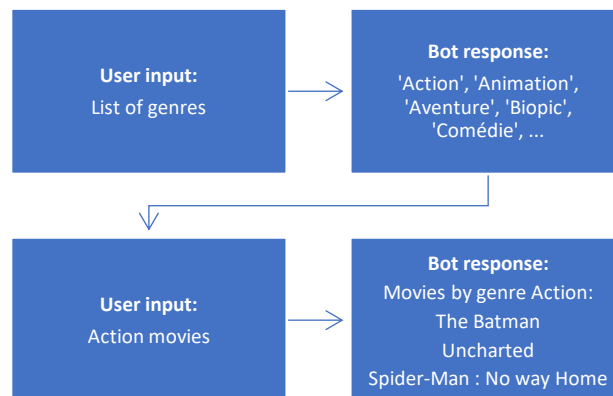 User input:
List of genres
Bot response:
'Action', 'Animation',
'Aventure', 'Biopic',
'Comédie', ...
User input:
Action movies
Bot response:
Movies by genre Action:
The Batman
Uncharted
Spider-Man : No way Home